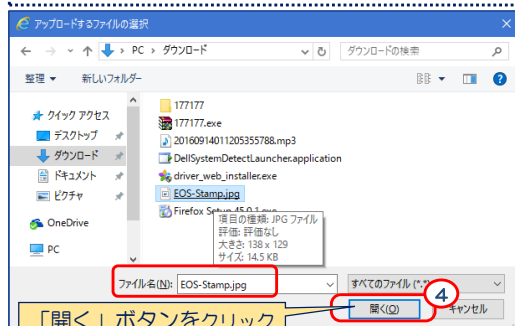 アップロードするファイルの選択
PC › ダウンロード
ダウンロードの検索
整理
新しいフォルダー
クイック アクセス
デスクトップ
ダウンロード
ドキュメント
ピクチャ
OneDrive
PC
177177
177177.exe
20160914011205355788.mp3
DellSystemDetectLauncher.application
driver_web_installer.exe
EOS-Stamp.jpg
Firefox Setup 45.0.1.exe
項目の種類: JPG ファイル
評価: 評価なし
大きさ: 138 x 129
サイズ: 14.5 KB
ファイル名(N): EOS-Stamp.jpg
すべてのファイル (*.*)
4
開く(O)
キャンセル
「開く」ボタンをクリック